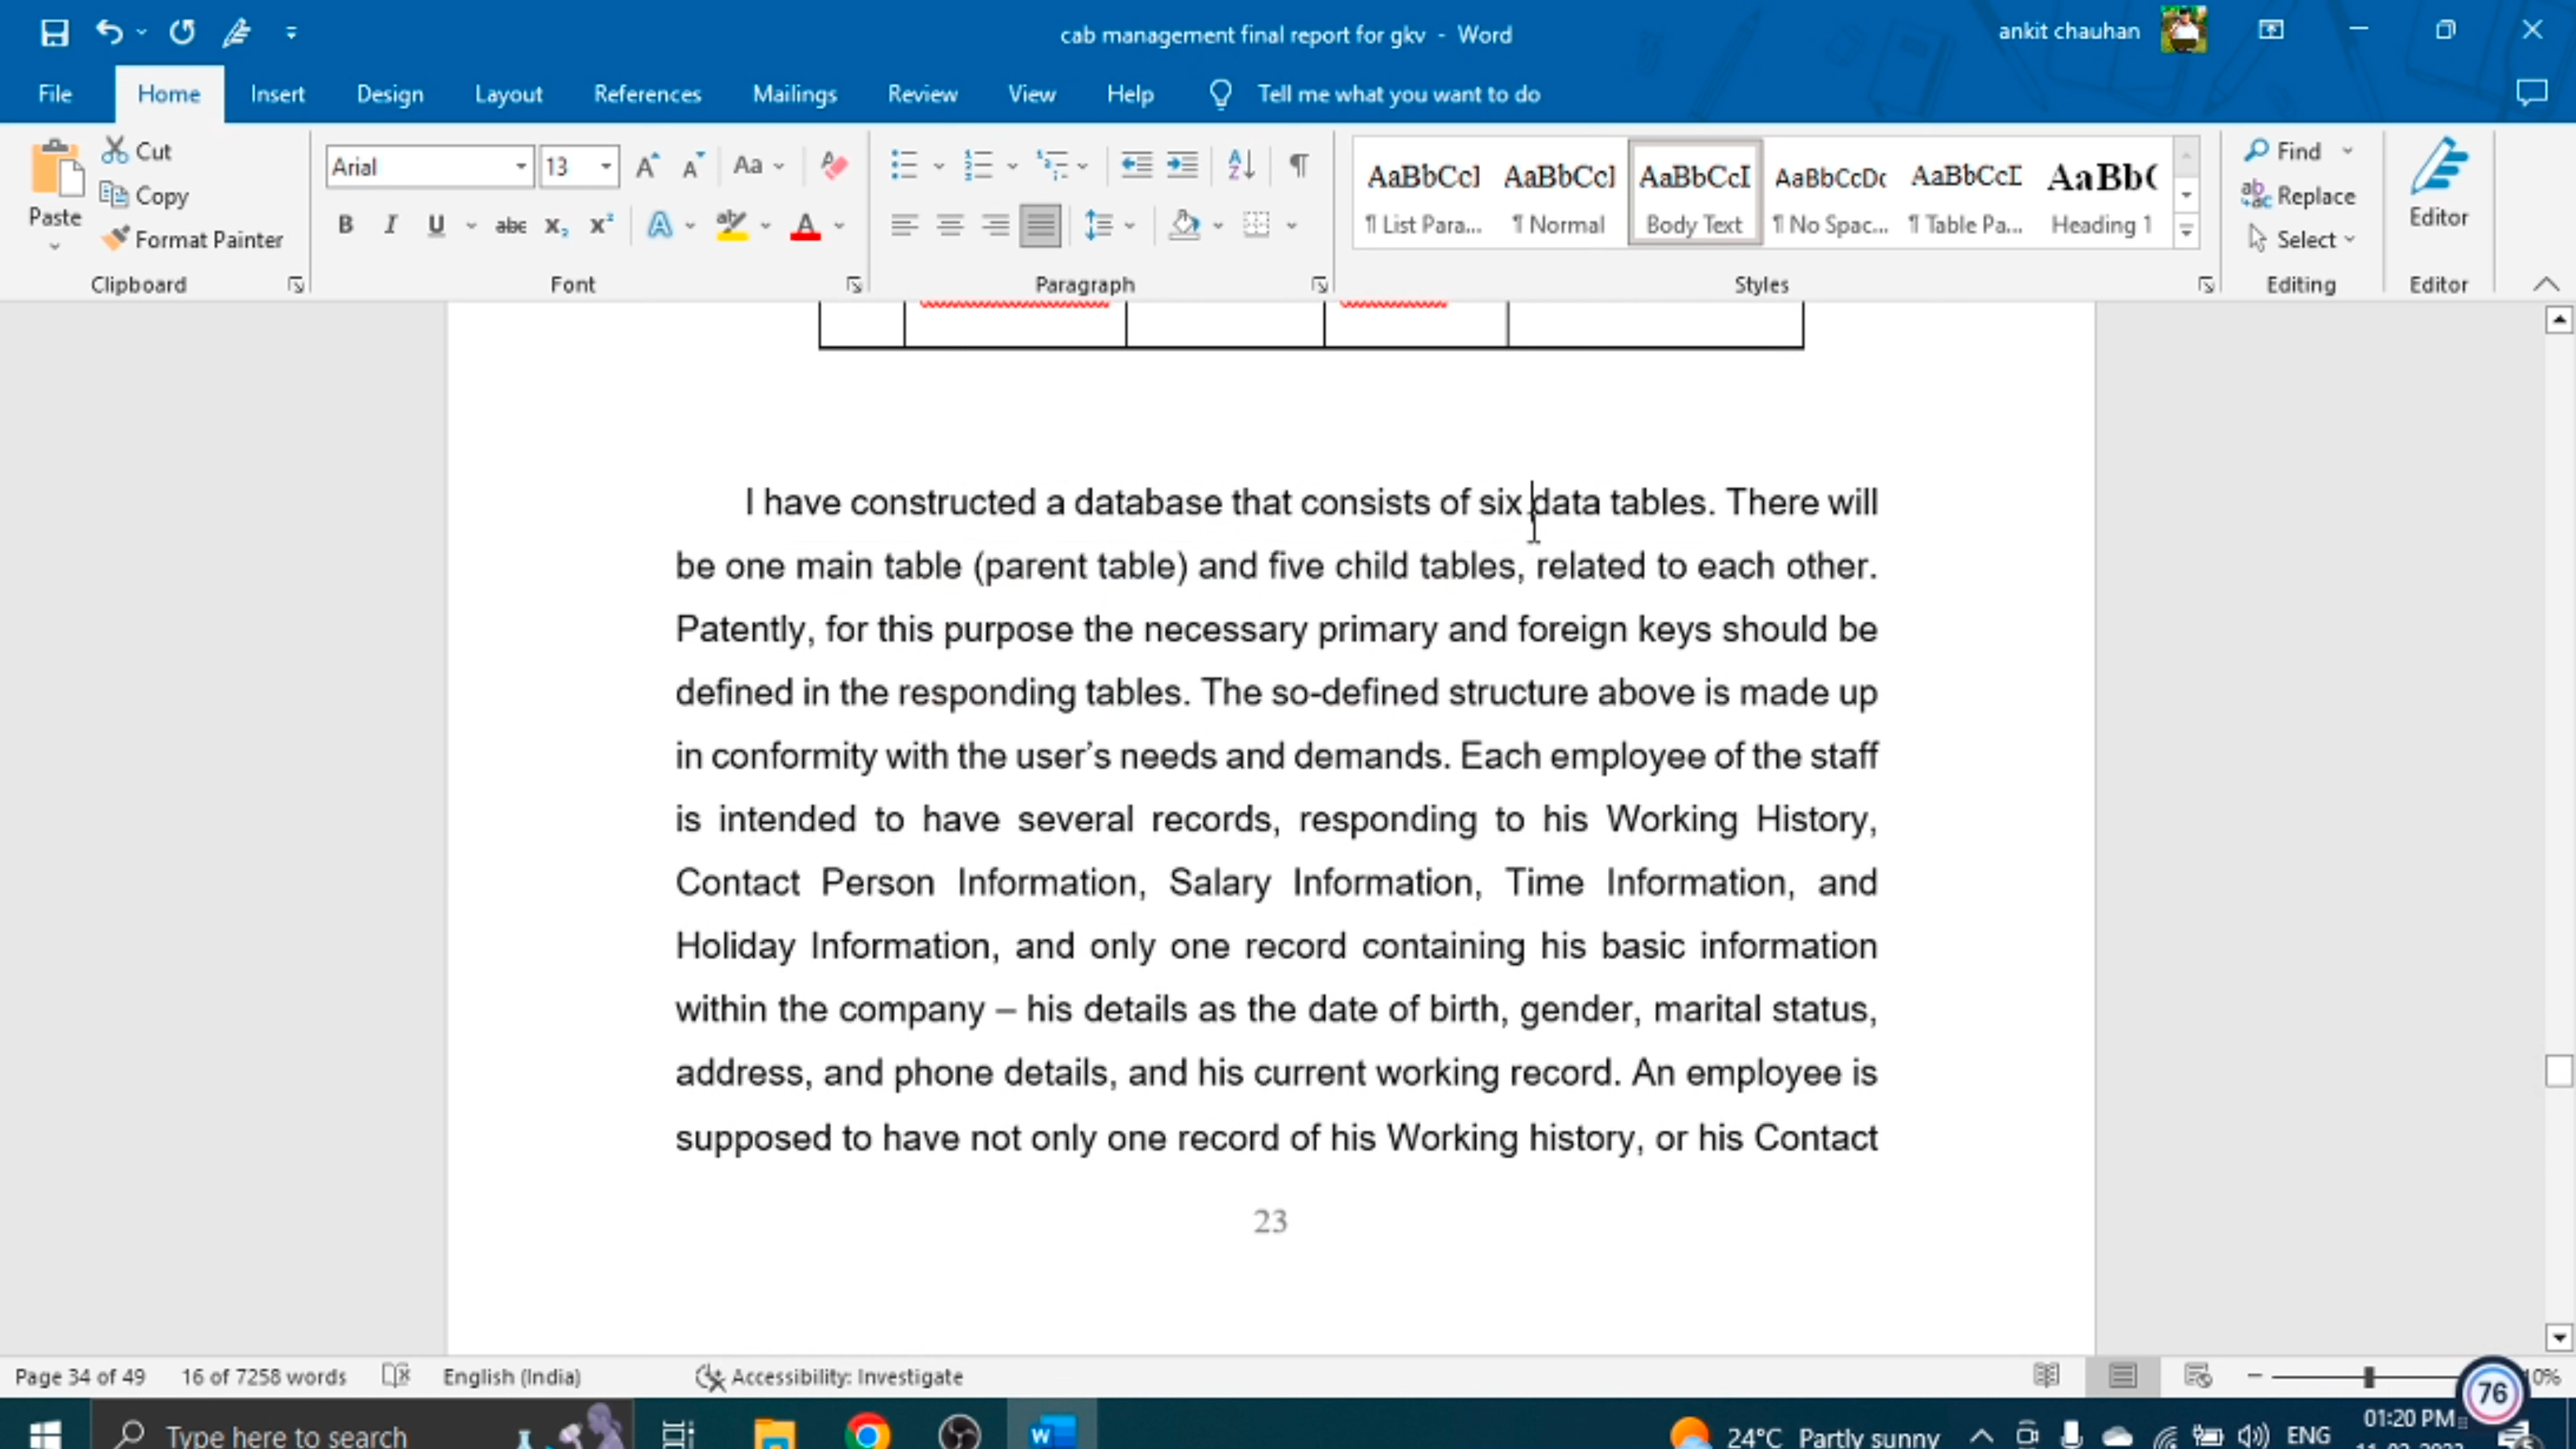 cab management final report for gkv - Word
ankit chauhan
File Home Insert Design Layout References Mailings Review View Help Tell me what you want to do
Paste
Cut
Copy
Format Painter
Clipboard
Arial 13
Aa
B I U abc X₂ X² A ab A
Font
Paragraph
AaBbCcI AaBbCcI AaBbCcI AaBbCcDc AaBbCcI AaBb(
¶ List Para... ¶ Normal Body Text ¶ No Spac... ¶ Table Pa... Heading 1
Styles
Find
Replace
Select
Editing
Editor
Editor
I have constructed a database that consists of six data tables. There will
be one main table (parent table) and five child tables, related to each other.
Patently, for this purpose the necessary primary and foreign keys should be
defined in the responding tables. The so-defined structure above is made up
in conformity with the user’s needs and demands. Each employee of the staff
is intended to have several records, responding to his Working History,
Contact Person Information, Salary Information, Time Information, and
Holiday Information, and only one record containing his basic information
within the company – his details as the date of birth, gender, marital status,
address, and phone details, and his current working record. An employee is
supposed to have not only one record of his Working history, or his Contact
23
Page 34 of 49 16 of 7258 words English (India) Accessibility: Investigate
76
Type here to search
24°C Partly sunny ENG 01:20 PM